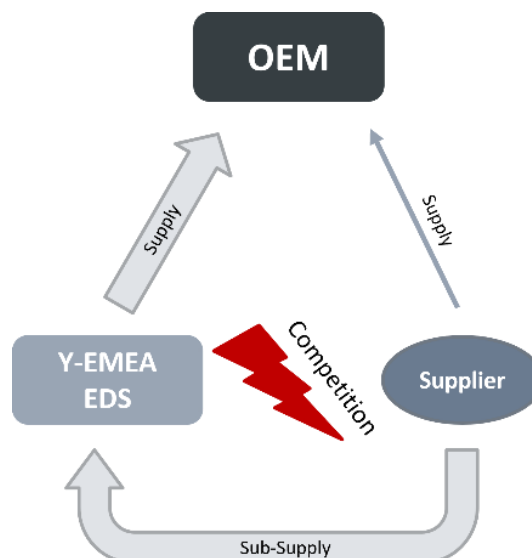 OEM
Supply
Supply
Y-EMEA
EDS
Competition
Supplier
Sub-Supply